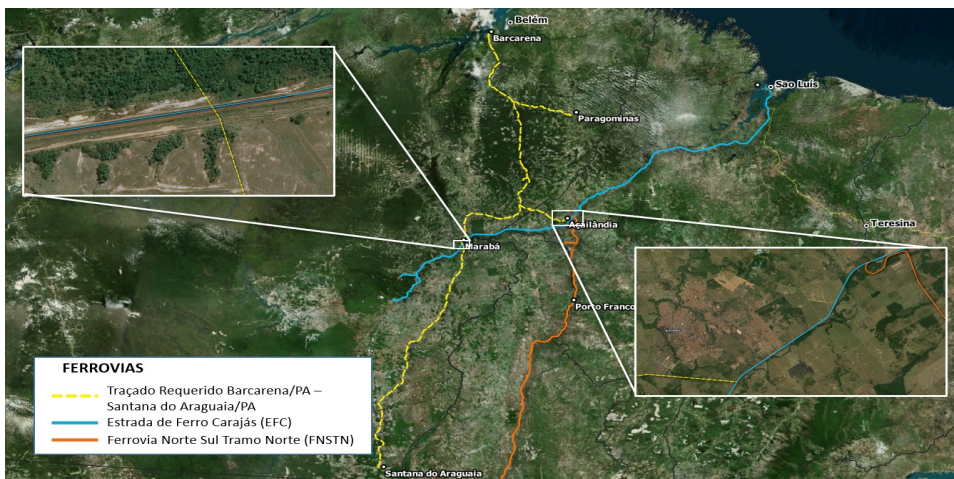 Belém
Barcarena
São Luís
Paragominas
Açailândia
Teresina
Marabá
Porto Franco
FERROVIAS
Traçado Requerido Barcarena/PA –
Santana do Araguaia/PA
Estrada de Ferro Carajás (EFC)
Ferrovia Norte Sul Tramo Norte (FNSTN)
Santana do Araguaia